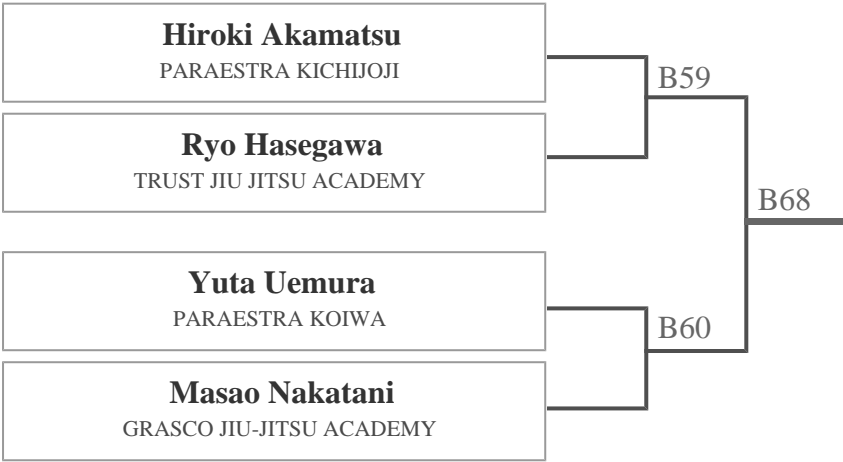 Hiroki Akamatsu
PARAESTRA KICHIJOJI
B59
Ryo Hasegawa
TRUST JIU JITSU ACADEMY
B68
Yuta Uemura
PARAESTRA KOIWA
B60
Masao Nakatani
GRASCO JIU-JITSU ACADEMY